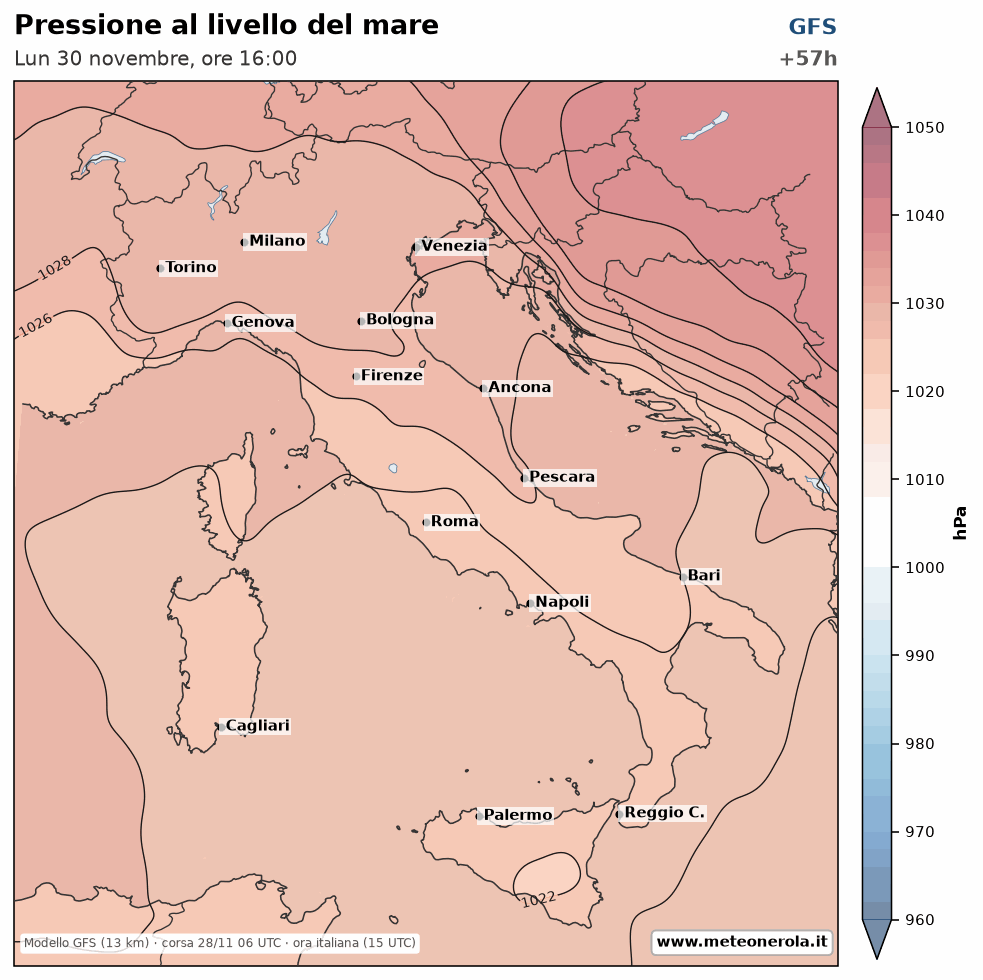 Pressione al livello del mare
GFS
Lun 30 novembre, ore 16:00
+57h
1050
1040
1030
1020
1010
1000
990
980
970
960
hPa
Milano
Venezia
Torino
1028
1026
Genova
Bologna
Firenze
Ancona
Pescara
Roma
Bari
Napoli
Cagliari
Palermo
Reggio C.
1022
Modello GFS (13 km) · corsa 28/11 06 UTC · ora italiana (15 UTC)
www.meteonerola.it